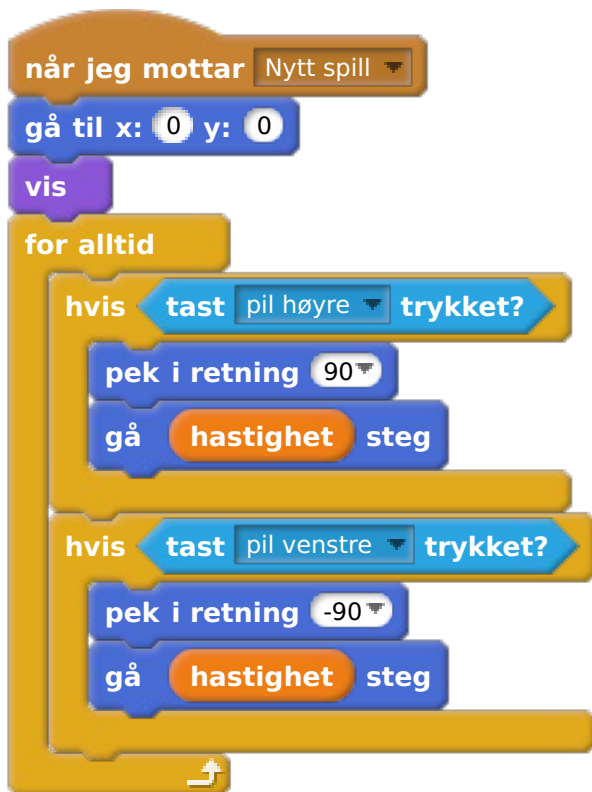 når jeg mottar Nytt spill
gå til x: 0 y: 0
vis
for alltid
hvis tast pil høyre trykket?
pek i retning 90
gå hastighet steg
hvis tast pil venstre trykket?
pek i retning -90
gå hastighet steg